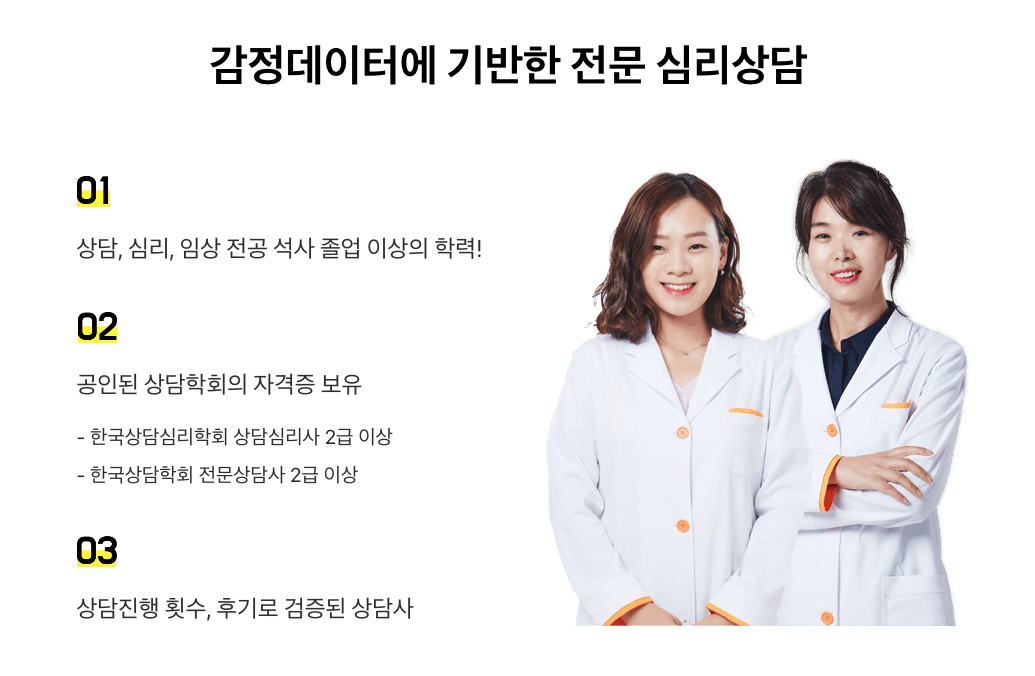 감정데이터에 기반한 전문 심리상담
01
상담, 심리, 임상 전공 석사 졸업 이상의 학력!
02
공인된 상담학회의 자격증 보유
- 한국상담심리학회 상담심리사 2급 이상
- 한국상담학회 전문상담사 2급 이상
03
상담진행 횟수, 후기로 검증된 상담사